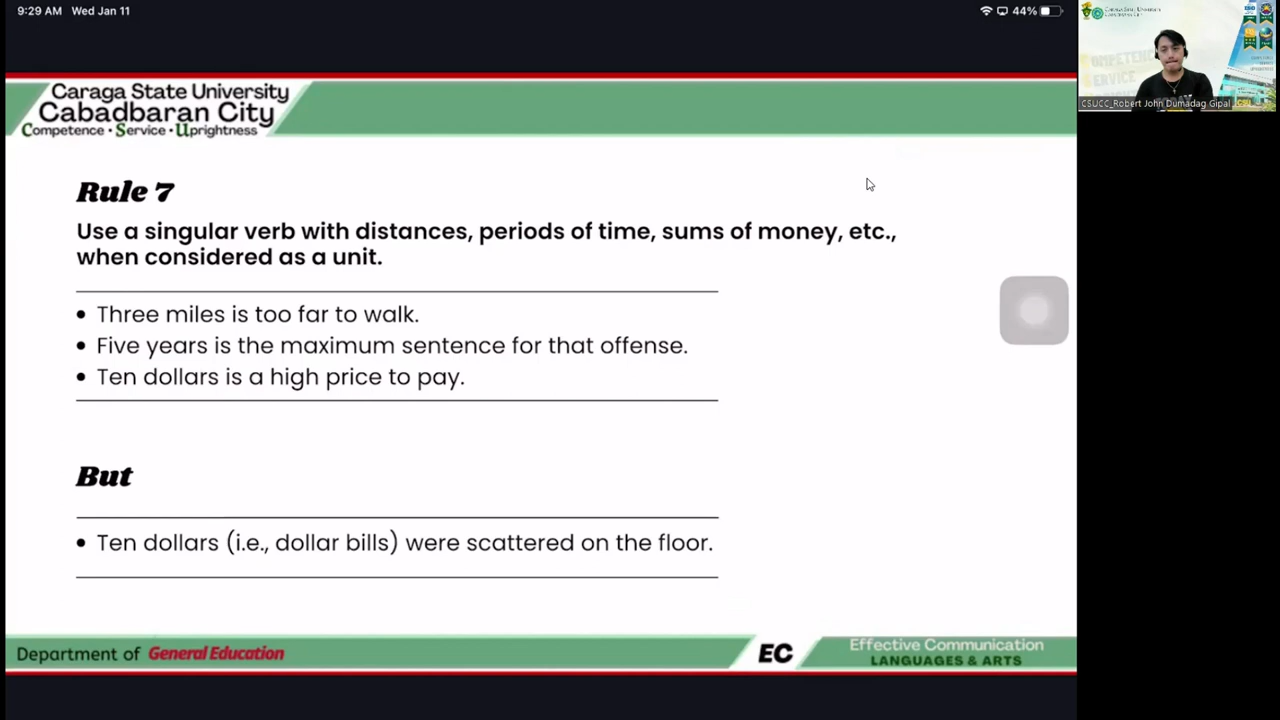 9:29 AM Wed Jan 11
44%
Caraga State University
Cabadbaran City
Competence • Service • Uprightness
Rule 7
Use a singular verb with distances, periods of time, sums of money, etc.,
when considered as a unit.
• Three miles is too far to walk.
• Five years is the maximum sentence for that offense.
• Ten dollars is a high price to pay.
But
• Ten dollars (i.e., dollar bills) were scattered on the floor.
Department of General Education
EC
Effective Communication
LANGUAGES & ARTS
Caraga State University
CSUCC_Robert John Dumadag Gipal